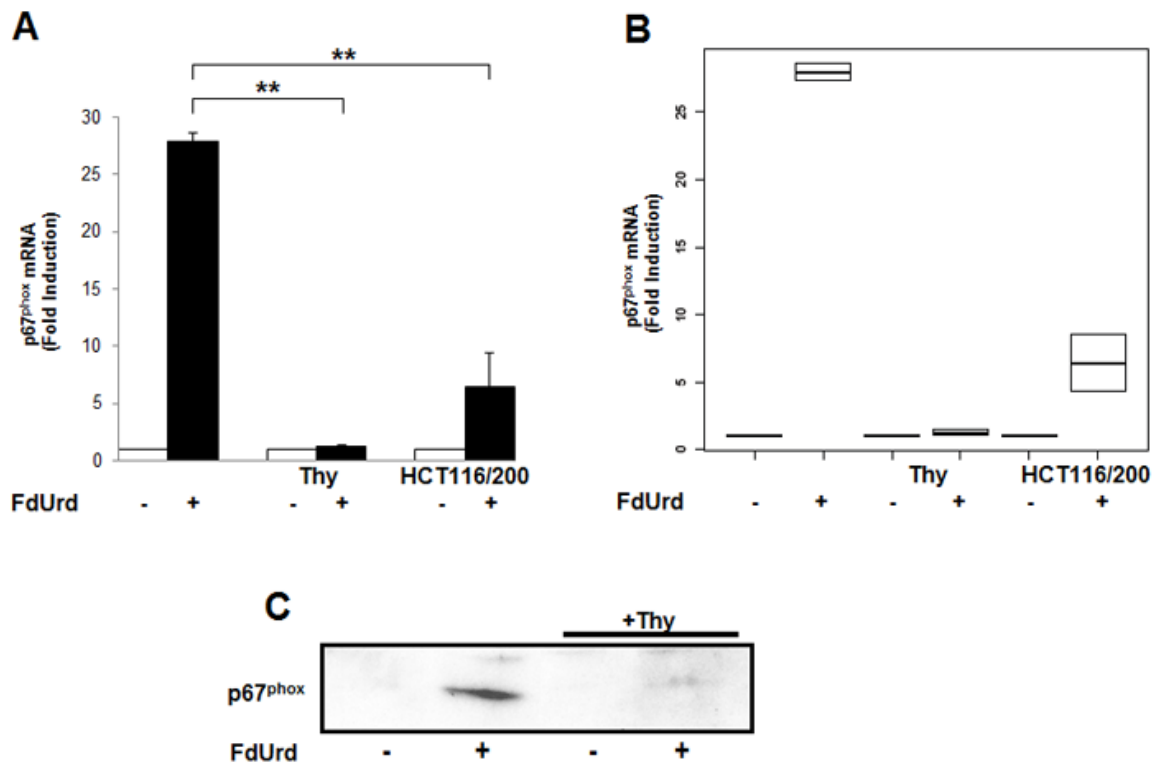 A
**
**
30
25
20
15
10
5
0
p67phox mRNA
(Fold Induction)
Thy HCT116/200
FdUrd - + - + - +
B
25
20
15
10
5
0
p67phox mRNA
(Fold Induction)
Thy HCT116/200
FdUrd - + - + - +
C
+Thy
p67phox
FdUrd - + - +